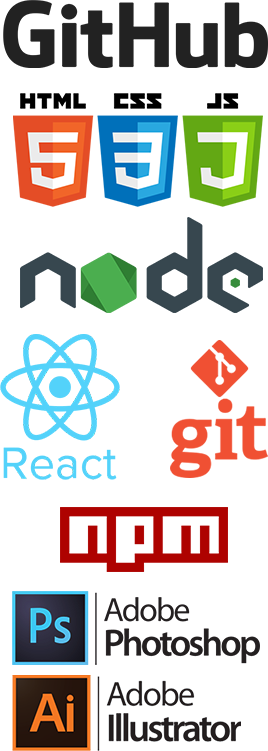 GitHub
HTML CSS JS
5 3 J
node
React
git
npm
Ps Adobe Photoshop
Ai Adobe Illustrator